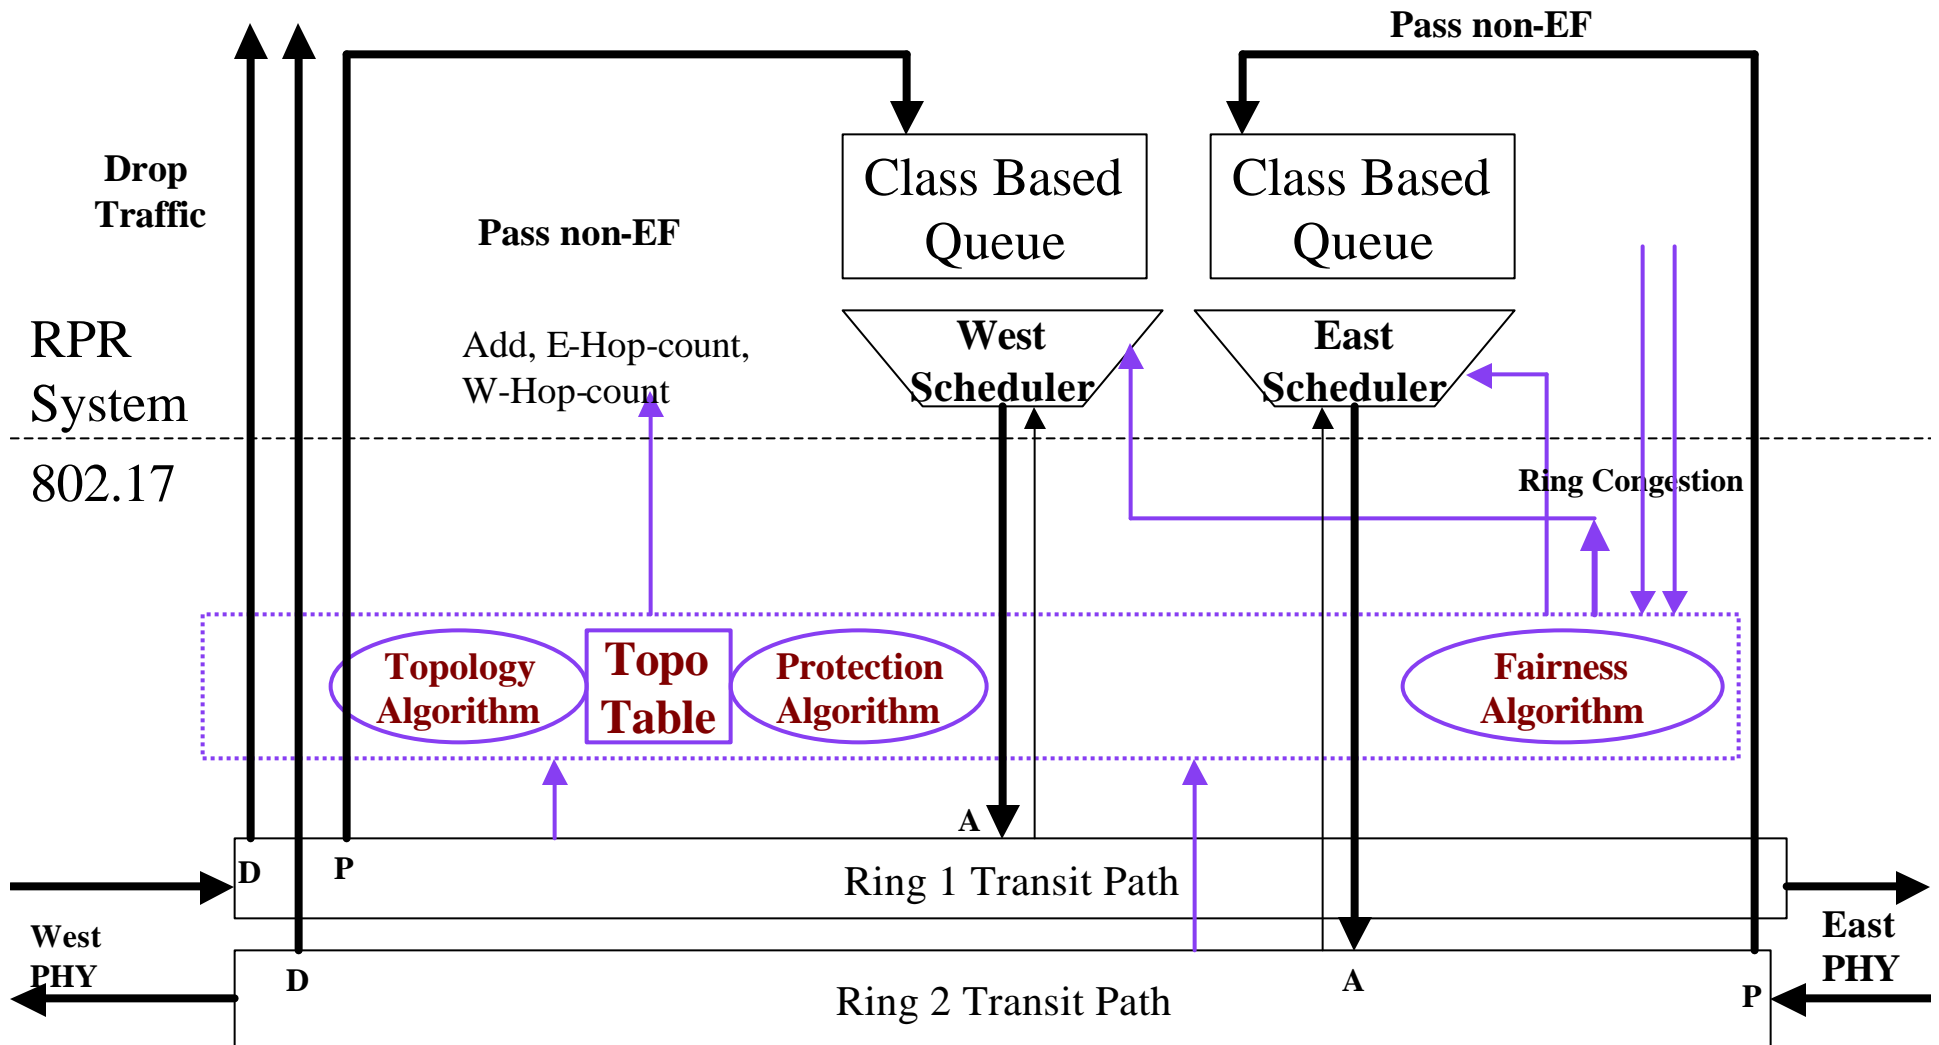 Pass non-EF
Drop
Traffic
Pass non-EF
Class Based
Queue
Class Based
Queue
RPR
System
Add, E-Hop-count,
W-Hop-count
West
Scheduler
East
Scheduler
802.17
Ring Congestion
Topology
Algorithm
Topo
Table
Protection
Algorithm
Fairness
Algorithm
A
D
P
Ring 1 Transit Path
West
PHY
East
PHY
D
A
P
Ring 2 Transit Path